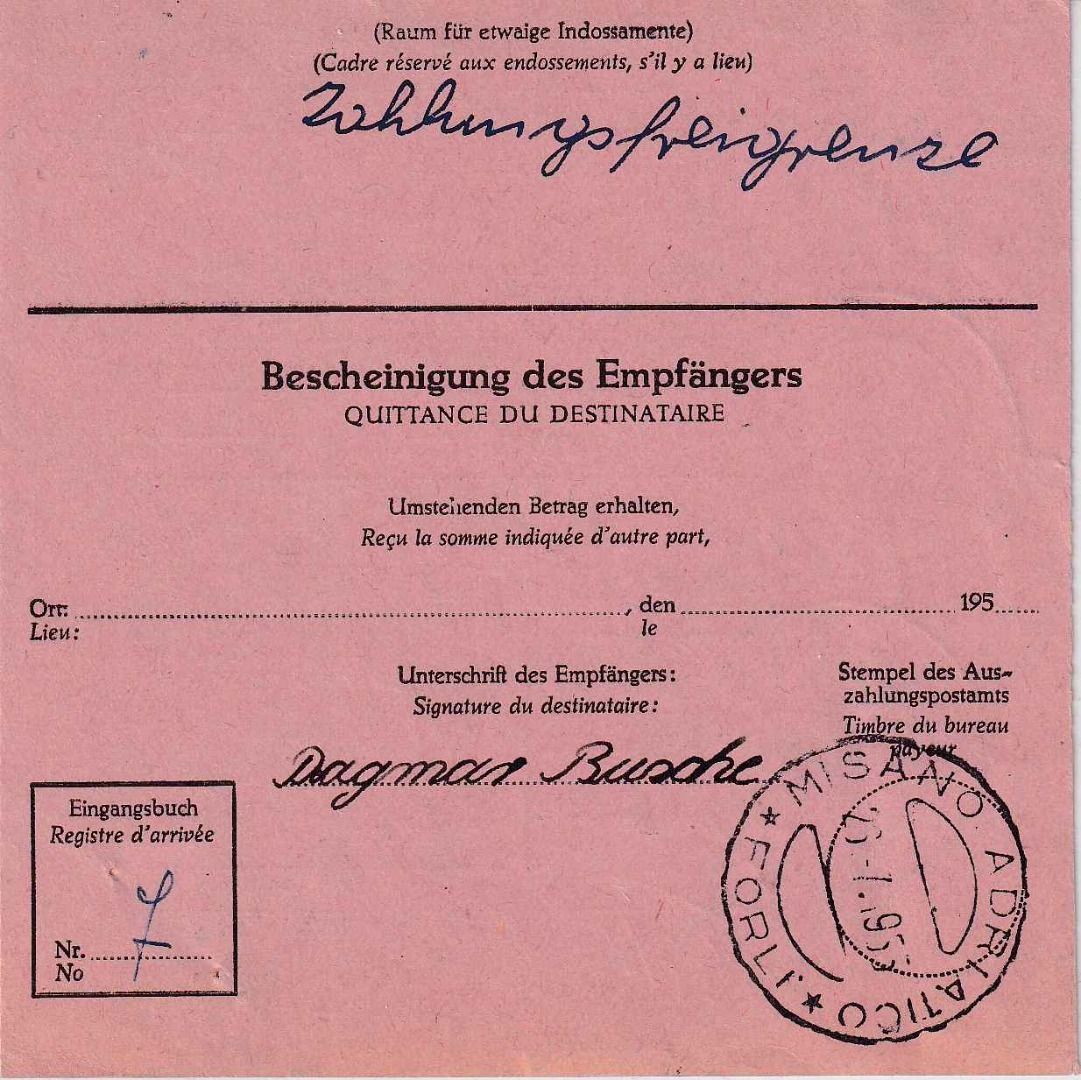 (Raum für etwaige Indossamente)
(Cadre réservé aux endossements, s'il y a lieu)
Zahlungsfreigrenze
Bescheinigung des Empfängers
QUITTANCE DU DESTINATAIRE
Umstehenden Betrag erhalten,
Reçu la somme indiquée d'autre part,
Ort: , den 195
Lieu: le
Unterschrift des Empfängers:
Signature du destinataire:
Stempel des Aus-
zahlungspostamts
Timbre du bureau
payeur
Dagmar Busche
Eingangsbuch
Registre d'arrivée
Nr. 7
No
MISANO ADRIATICO
FORLI